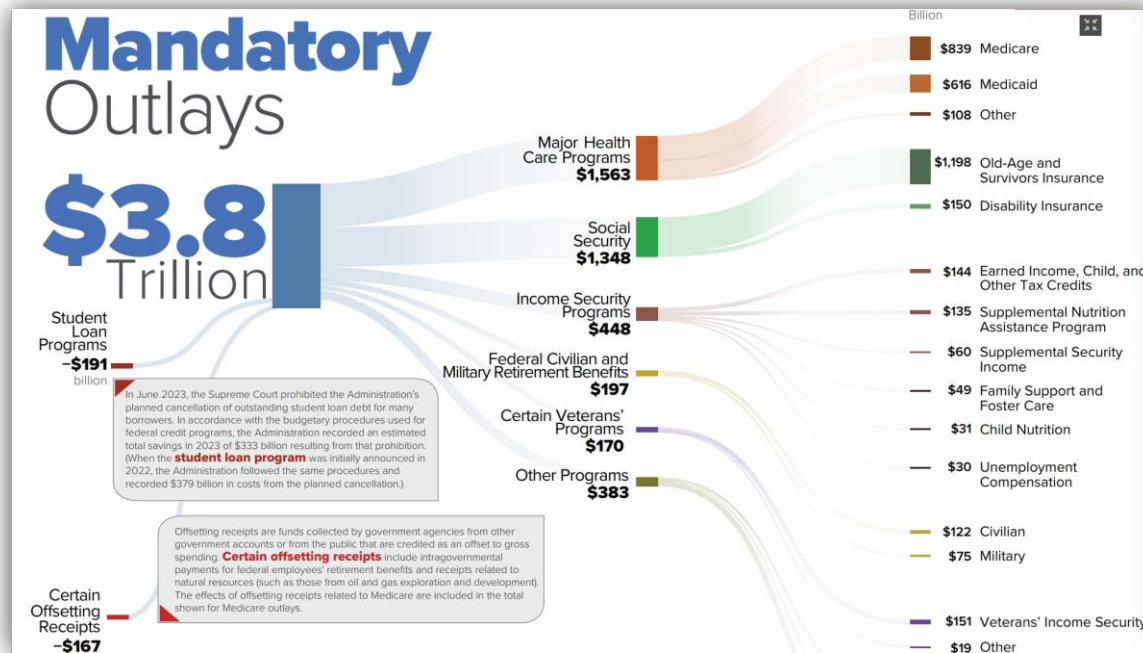 Mandatory
Outlays
$3.8
Trillion
Student
Loan
Programs
−$191
billion
In June 2023, the Supreme Court prohibited the Administration's
planned cancellation of outstanding student loan debt for many
borrowers. In accordance with the budgetary procedures used for
federal credit programs, the Administration recorded an estimated
total savings in 2023 of $333 billion resulting from that prohibition.
(When the student loan program was initially announced in
2022, the Administration followed the same procedures and
recorded $379 billion in costs from the planned cancellation.)
Offsetting receipts are funds collected by government agencies from other
government accounts or from the public that are credited as an offset to gross
spending. Certain offsetting receipts include intragovernmental
payments for federal employees' retirement benefits and receipts related to
natural resources (such as those from oil and gas exploration and development).
The effects of offsetting receipts related to Medicare are included in the total
shown for Medicare outlays.
Certain
Offsetting
Receipts
−$167
Major Health
Care Programs
$1,563
Social
Security
$1,348
Income Security
Programs
$448
Federal Civilian and
Military Retirement Benefits
$197
Certain Veterans'
Programs
$170
Other Programs
$383
Billion
$839 Medicare
$616 Medicaid
$108 Other
$1,198 Old-Age and
Survivors Insurance
$150 Disability Insurance
$144 Earned Income, Child, and
Other Tax Credits
$135 Supplemental Nutrition
Assistance Program
$60 Supplemental Security
Income
$49 Family Support and
Foster Care
$31 Child Nutrition
$30 Unemployment
Compensation
$122 Civilian
$75 Military
$151 Veterans' Income Security
$19 Other